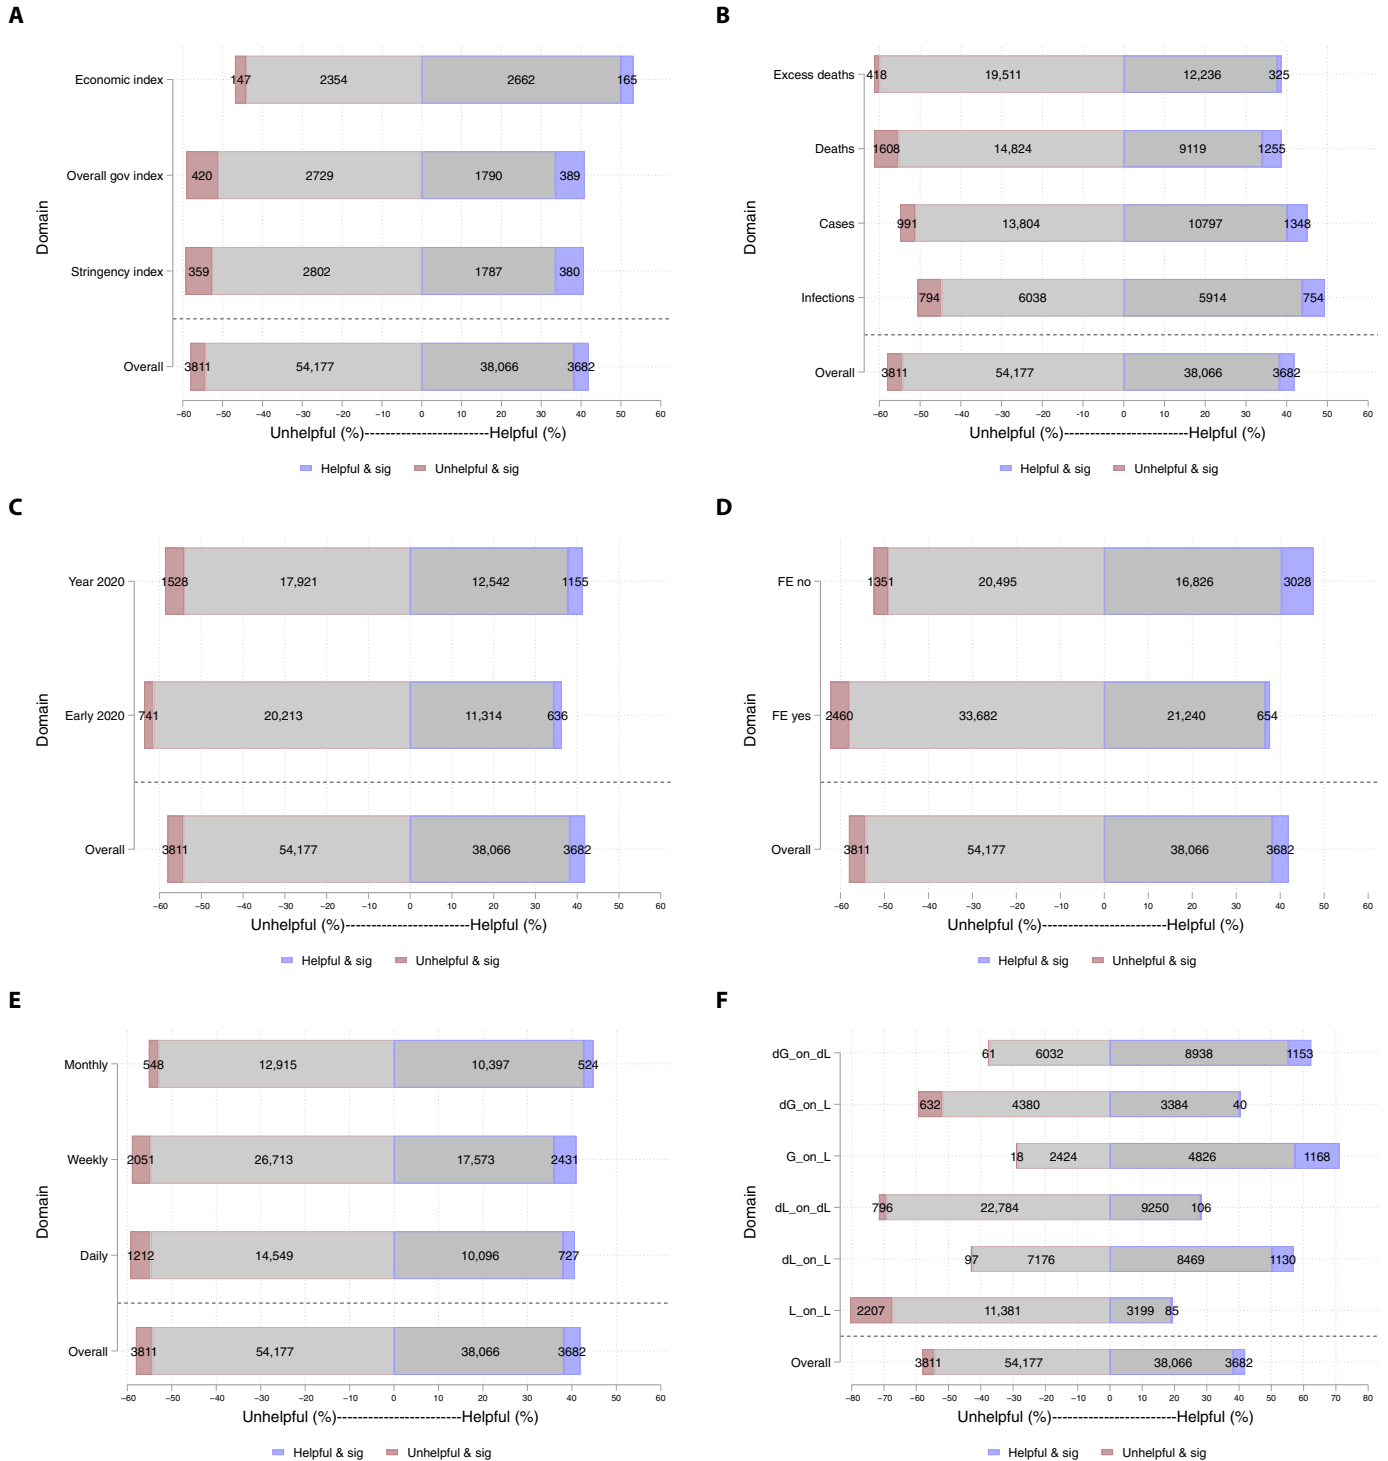 A
Economic index 147 2354 2662 165
Overall gov index 420 2729 1790 389
Stringency index 359 2802 1787 380
Overall 3811 54,177 38,066 3682
Domain
−60 −50 −40 −30 −20 −10 0 10 20 30 40 50 60
Unhelpful (%)------------------------Helpful (%)
Helpful & sig Unhelpful & sig
B
Excess deaths 418 19,511 12,236 325
Deaths 1608 14,824 9119 1255
Cases 991 13,804 10797 1348
Infections 794 6038 5914 754
Overall 3811 54,177 38,066 3682
Domain
−60 −50 −40 −30 −20 −10 0 10 20 30 40 50 60
Unhelpful (%)------------------------Helpful (%)
Helpful & sig Unhelpful & sig
C
Year 2020 1528 17,921 12,542 1155
Early 2020 741 20,213 11,314 636
Overall 3811 54,177 38,066 3682
Domain
−60 −50 −40 −30 −20 −10 0 10 20 30 40 50 60
Unhelpful (%)------------------------Helpful (%)
Helpful & sig Unhelpful & sig
D
FE no 1351 20,495 16,826 3028
FE yes 2460 33,682 21,240 654
Overall 3811 54,177 38,066 3682
Domain
−60 −50 −40 −30 −20 −10 0 10 20 30 40 50 60
Unhelpful (%)------------------------Helpful (%)
Helpful & sig Unhelpful & sig
E
Monthly 548 12,915 10,397 524
Weekly 2051 26,713 17,573 2431
Daily 1212 14,549 10,096 727
Overall 3811 54,177 38,066 3682
Domain
−60 −50 −40 −30 −20 −10 0 10 20 30 40 50 60
Unhelpful (%)------------------------Helpful (%)
Helpful & sig Unhelpful & sig
F
dG_on_dL 61 6032 8938 1153
dG_on_L 632 4380 3384 40
G_on_L 18 2424 4826 1168
dL_on_dL 796 22,784 9250 106
dL_on_L 97 7176 8469 1130
L_on_L 2207 11,381 3199 85
Overall 3811 54,177 38,066 3682
Domain
−80 −70 −60 −50 −40 −30 −20 −10 0 10 20 30 40 50 60 70 80
Unhelpful (%)------------------------Helpful (%)
Helpful & sig Unhelpful & sig